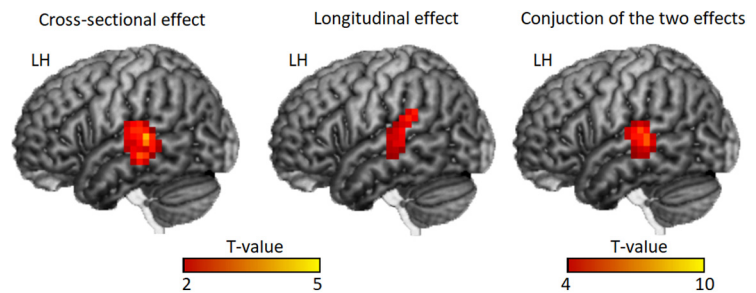 Cross-sectional effect
Longitudinal effect
Conjuction of the two effects
LH
LH
LH
T-value
2 5
T-value
4 10